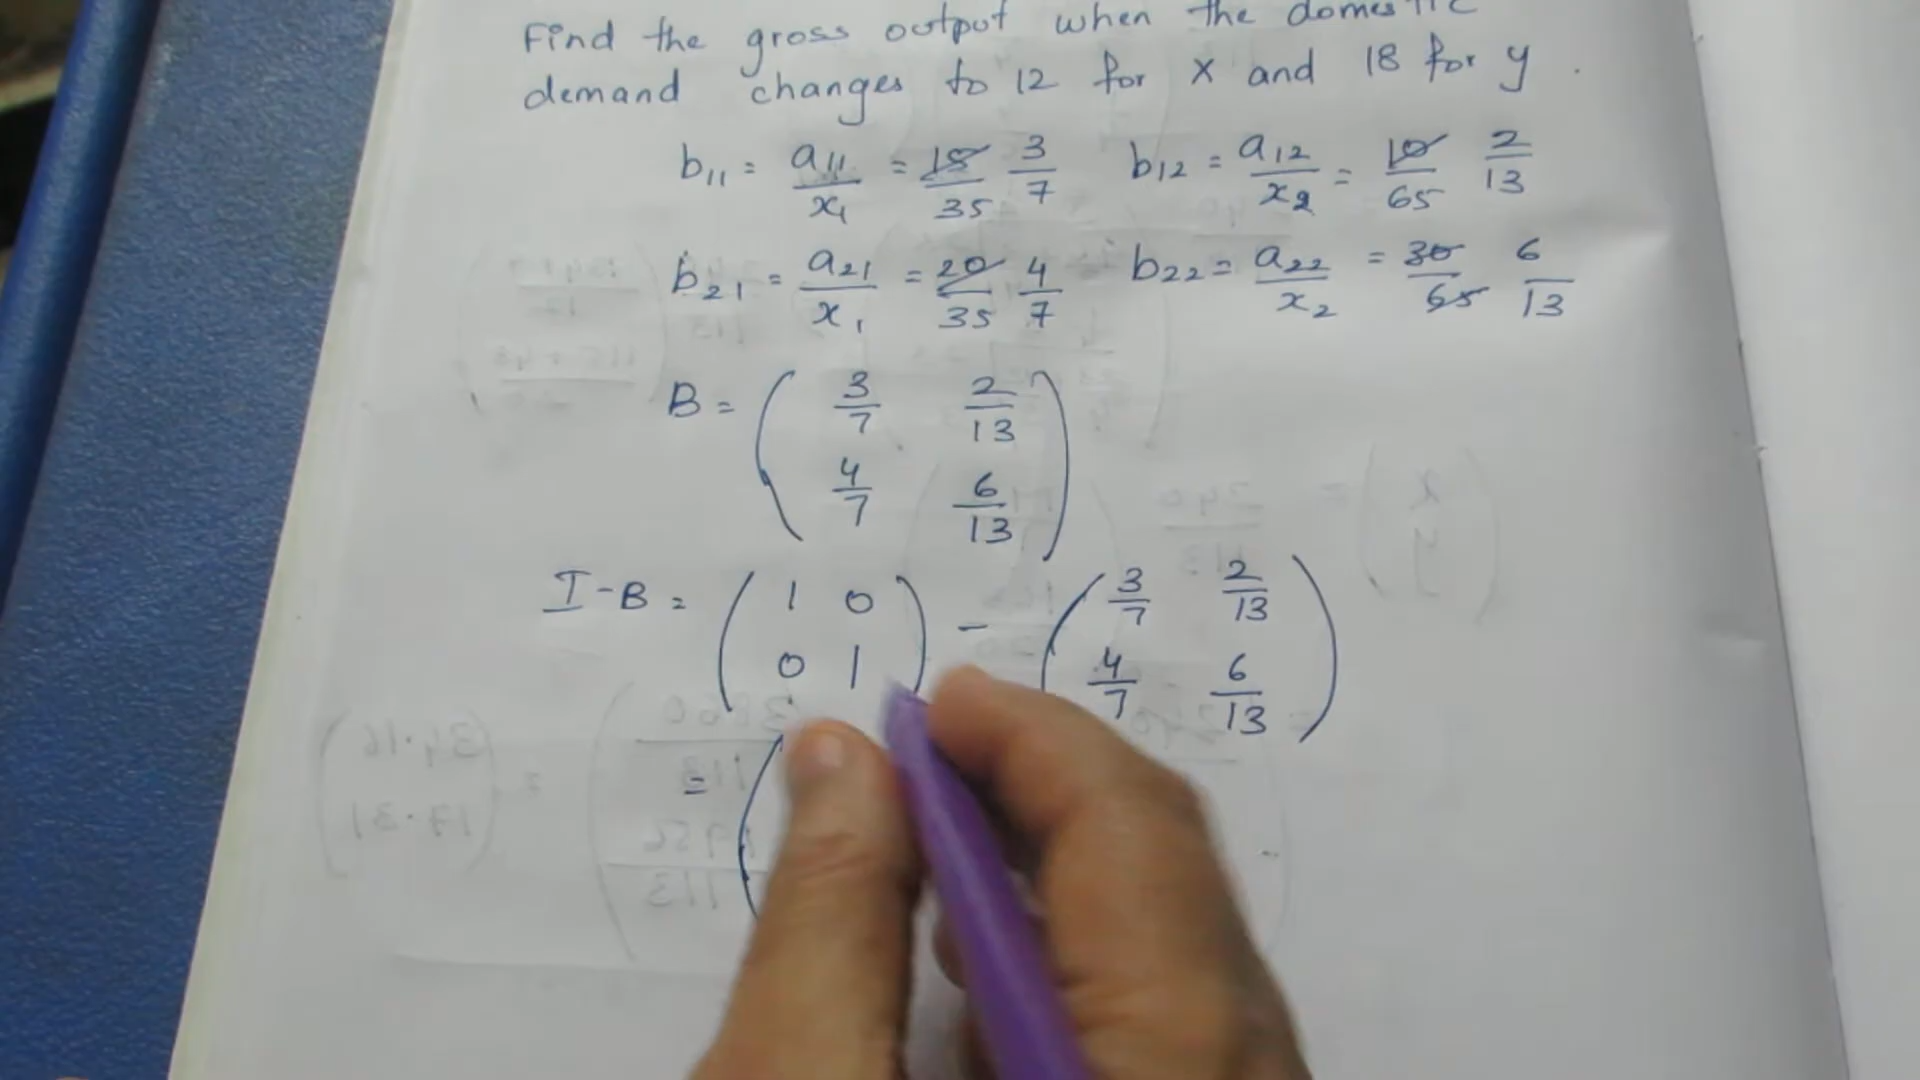 Find the gross output when the domestic
demand changes to 12 for x and 18 for y .
b11 = a11/x1 = 15/35 3/7 b12 = a12/x2 = 10/65 2/13
b21 = a21/x1 = 20/35 4/7 b22 = a22/x2 = 30/65 6/13
B = ( 3/7 2/13
4/7 6/13 )
I-B = ( 1 0
0 1 ) - ( 3/7 2/13
4/7 6/13 )
= (